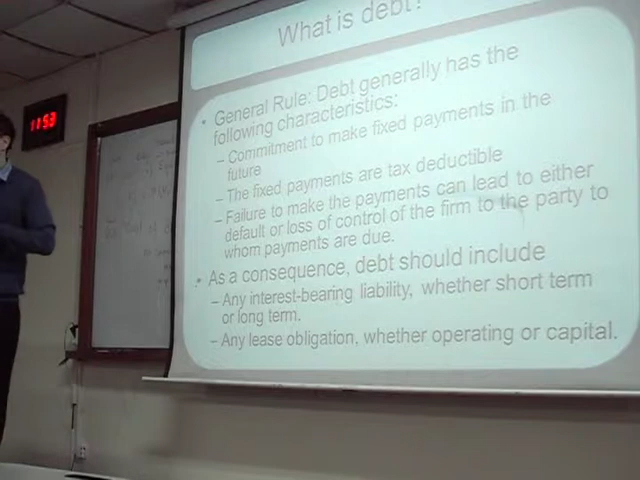 What is debt?
11:53
• General Rule: Debt generally has the
following characteristics:
– Commitment to make fixed payments in the
future
– The fixed payments are tax deductible
– Failure to make the payments can lead to either
default or loss of control of the firm to the party to
whom payments are due.
• As a consequence, debt should include
– Any interest-bearing liability, whether short term
or long term.
– Any lease obligation, whether operating or capital.